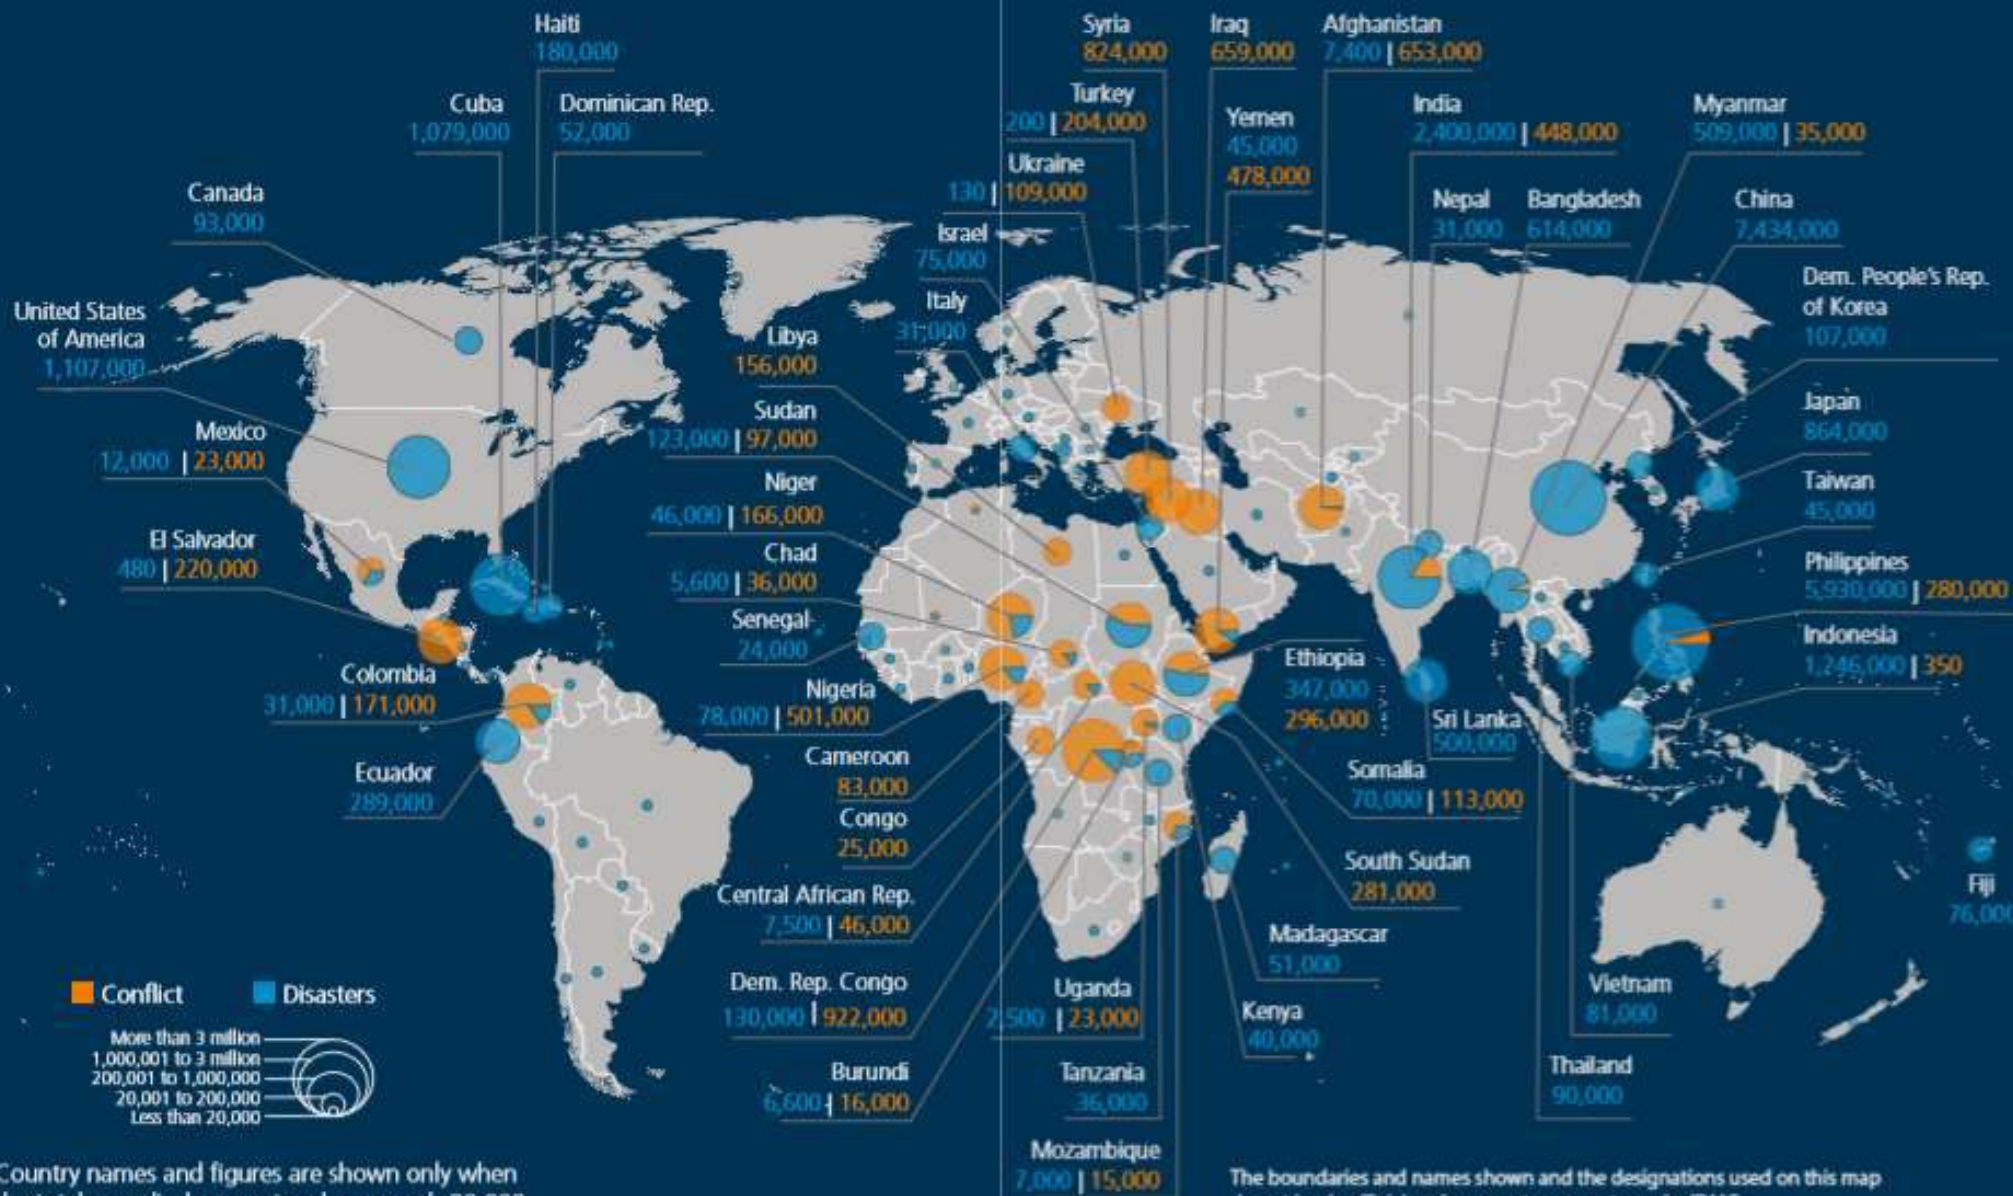 Haiti
180,000
Cuba
1,079,000
Dominican Rep.
52,000
Canada
93,000
United States
of America
1,107,000
Mexico
12,000 | 23,000
El Salvador
480 | 220,000
Colombia
31,000 | 171,000
Ecuador
289,000
Syria
824,000
Iraq
659,000
Afghanistan
7,400 | 653,000
Turkey
200 | 204,000
Yemen
45,000
478,000
India
2,400,000 | 448,000
Myanmar
509,000 | 35,000
Ukraine
130 | 109,000
Nepal
31,000
Bangladesh
614,000
China
7,434,000
Israel
75,000
Italy
31,000
Dem. People's Rep.
of Korea
107,000
Libya
156,000
Sudan
123,000 | 97,000
Japan
864,000
Niger
46,000 | 166,000
Taiwan
45,000
Chad
5,600 | 36,000
Philippines
5,930,000 | 280,000
Senegal
24,000
Indonesia
1,246,000 | 350
Ethiopia
347,000
296,000
Nigeria
78,000 | 501,000
Sri Lanka
500,000
Cameroon
83,000
Somalia
70,000 | 113,000
Congo
25,000
South Sudan
281,000
Central African Rep.
7,500 | 46,000
Fiji
76,00
Madagascar
51,000
Dem. Rep. Congo
130,000 | 922,000
Uganda
2,500 | 23,000
Kenya
40,000
Vietnam
81,000
Burundi
6,600 | 16,000
Tanzania
36,000
Thailand
90,000
Mozambique
7,000 | 15,000
Conflict
Disasters
More than 3 million
1,000,001 to 3 million
200,001 to 1,000,000
20,001 to 200,000
Less than 20,000
Country names and figures are shown only when
The boundaries and names shown and the designations used on this map